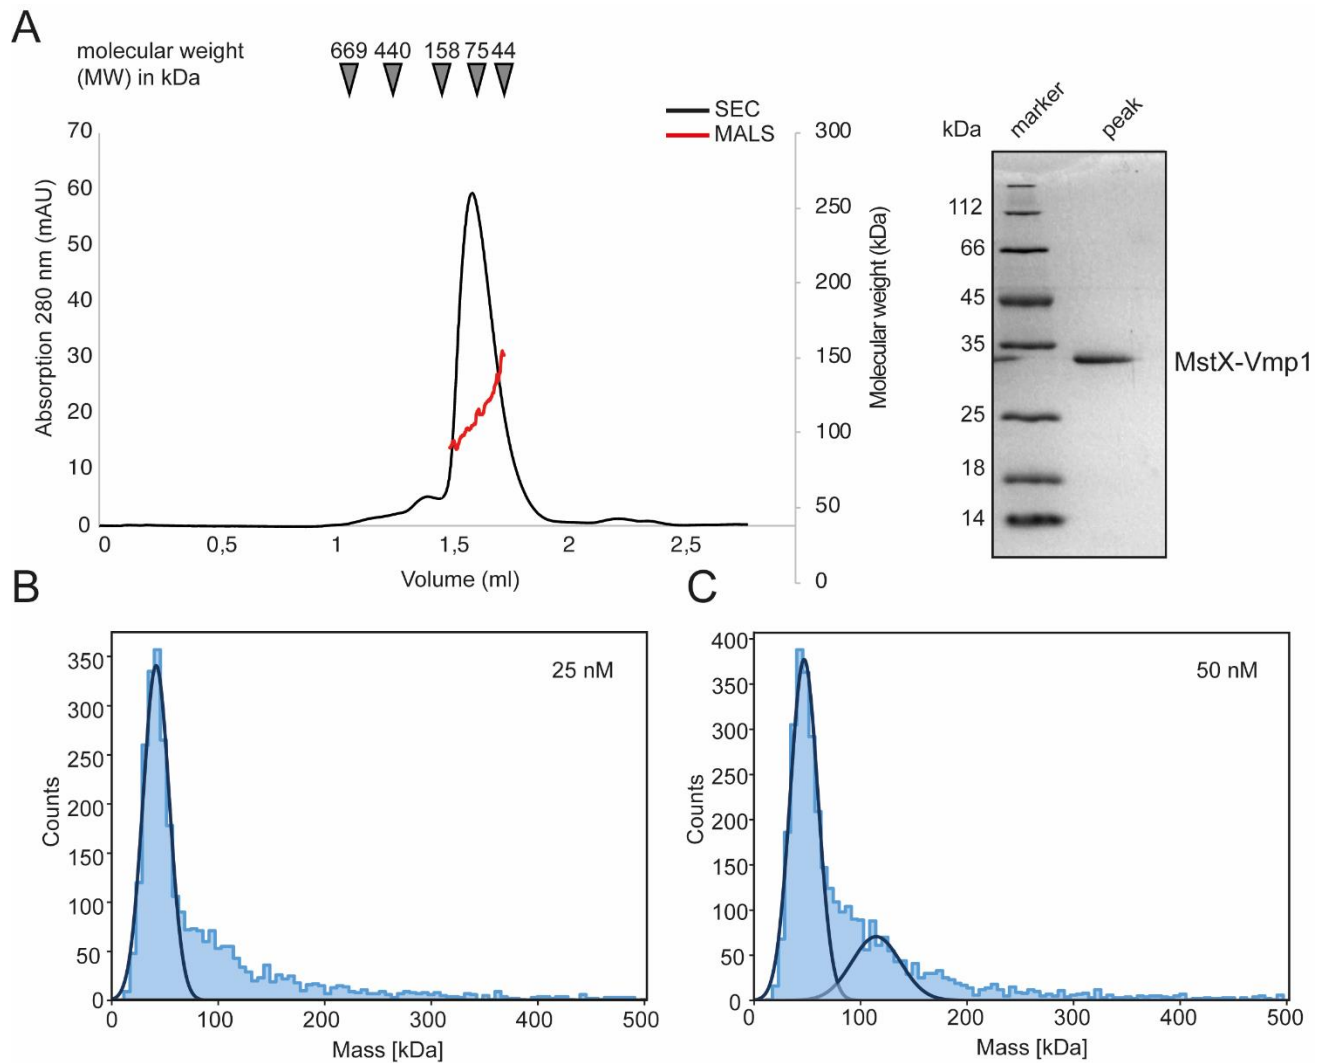 A
molecular weight
(MW) in kDa
669 440 158 75 44
SEC
MALS
70
60
50
40
30
20
10
0
Absorption 280 nm (mAU)
0 0,5 1 1,5 2 2,5
Volume (ml)
300
250
200
150
100
50
0
Molecular weight (kDa)
kDa
marker
peak
112
66
45
35
25
18
14
MstX-Vmp1
B
25 nM
350
300
250
200
150
100
50
0
Counts
0 100 200 300 400 500
Mass [kDa]
C
50 nM
400
350
300
250
200
150
100
50
0
Counts
0 100 200 300 400 500
Mass [kDa]